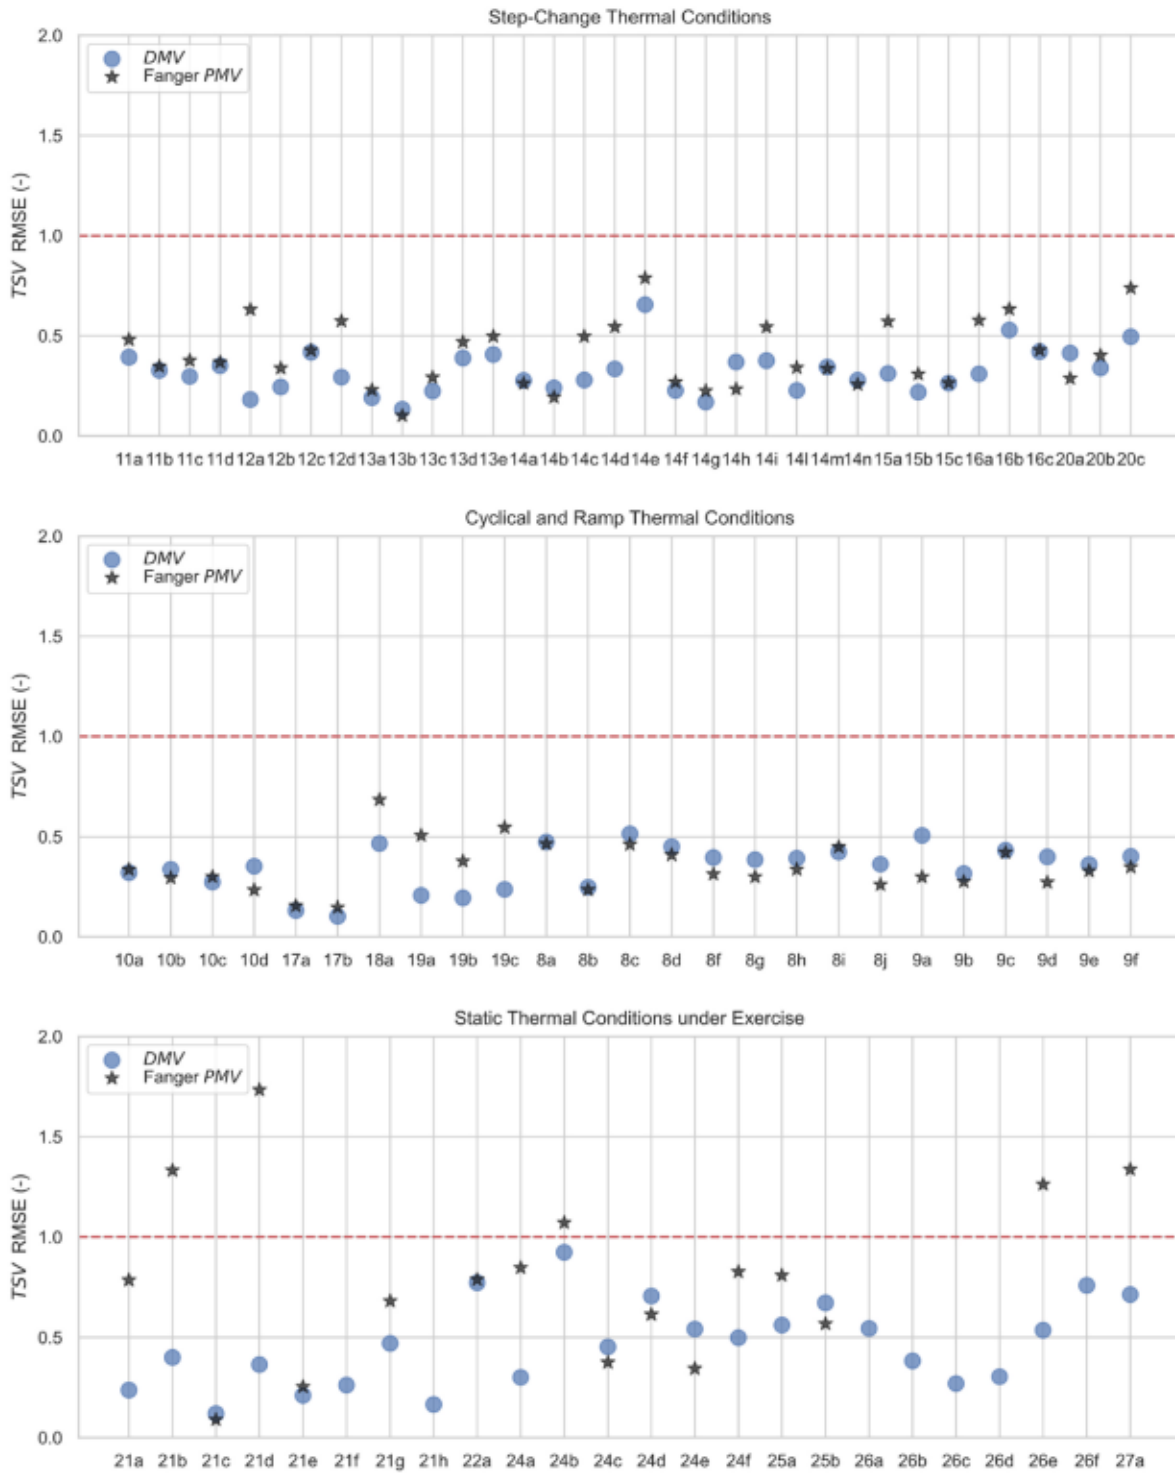 Step-Change Thermal Conditions
2.0
DMV
Fanger PMV
1.5
TSV RMSE (-)
1.0
0.5
0.0
11a 11b 11c 11d 12a 12b 12c 12d 13a 13b 13c 13d 13e 14a 14b 14c 14d 14e 14f 14g 14h 14i 14l 14m 14n 15a 15b 15c 16a 16b 16c 20a 20b 20c
Cyclical and Ramp Thermal Conditions
2.0
DMV
Fanger PMV
1.5
TSV RMSE (-)
1.0
0.5
0.0
10a 10b 10c 10d 17a 17b 18a 19a 19b 19c 8a 8b 8c 8d 8f 8g 8h 8i 8j 9a 9b 9c 9d 9e 9f
Static Thermal Conditions under Exercise
2.0
DMV
Fanger PMV
1.5
TSV RMSE (-)
1.0
0.5
0.0
21a 21b 21c 21d 21e 21f 21g 21h 22a 24a 24b 24c 24d 24e 24f 25a 25b 26a 26b 26c 26d 26e 26f 27a